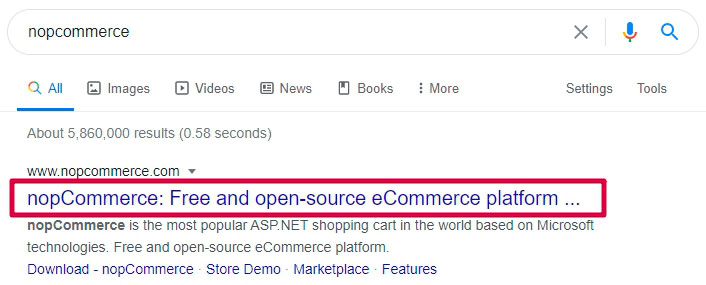 nopcommerce
All Images Videos News Books More Settings Tools
About 5,860,000 results (0.58 seconds)
www.nopcommerce.com
nopCommerce: Free and open-source eCommerce platform ...
nopCommerce is the most popular ASP.NET shopping cart in the world based on Microsoft
technologies. Free and open-source eCommerce platform.
Download - nopCommerce · Store Demo · Marketplace · Features